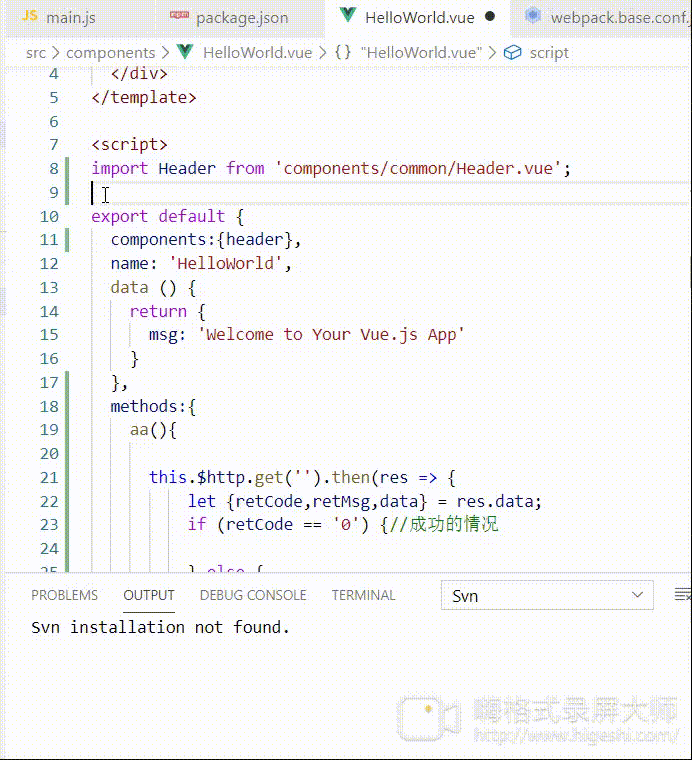 JS main.js package.json HelloWorld.vue ● webpack.base.conf.j
src > components > HelloWorld.vue > {} "HelloWorld.vue" > script
4 </div>
5 </template>
6
7 <script>
8 import Header from 'components/common/Header.vue';
9
10 export default {
11 components:{header},
12 name: 'HelloWorld',
13 data () {
14 return {
15 msg: 'Welcome to Your Vue.js App'
16 }
17 },
18 methods:{
19 aa(){
20
21 this.$http.get('').then(res => {
22 let {retCode,retMsg,data} = res.data;
23 if (retCode == '0') {//成功的情况
24
25 } else {
PROBLEMS OUTPUT DEBUG CONSOLE TERMINAL Svn
Svn installation not found.
嗨格式录屏大师
http://www.higeshi.com/